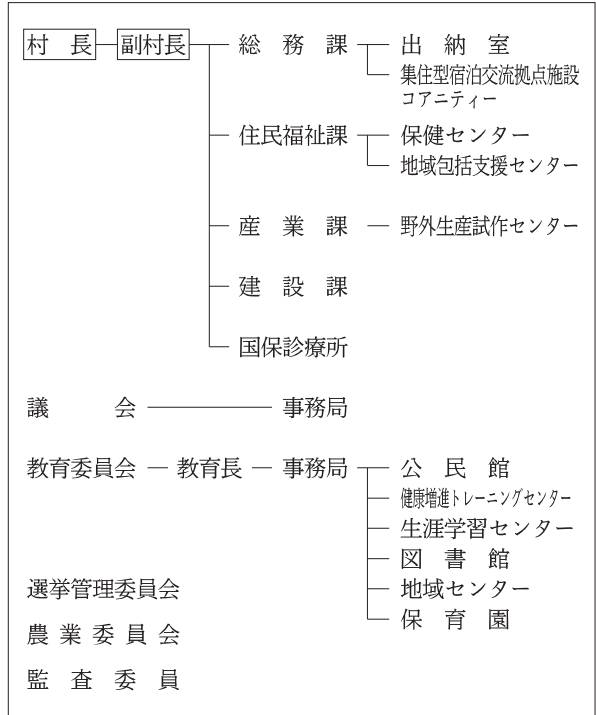 村長 副村長 総務課 出納室
集住型宿泊交流拠点施設
コアニティー
住民福祉課 保健センター
地域包括支援センター
産業課 野外生産試作センター
建設課
国保診療所
議会 事務局
教育委員会 教育長 事務局 公民館
健康増進トレーニングセンター
生涯学習センター
図書館
選挙管理委員会 地域センター
農業委員会 保育園
監査委員